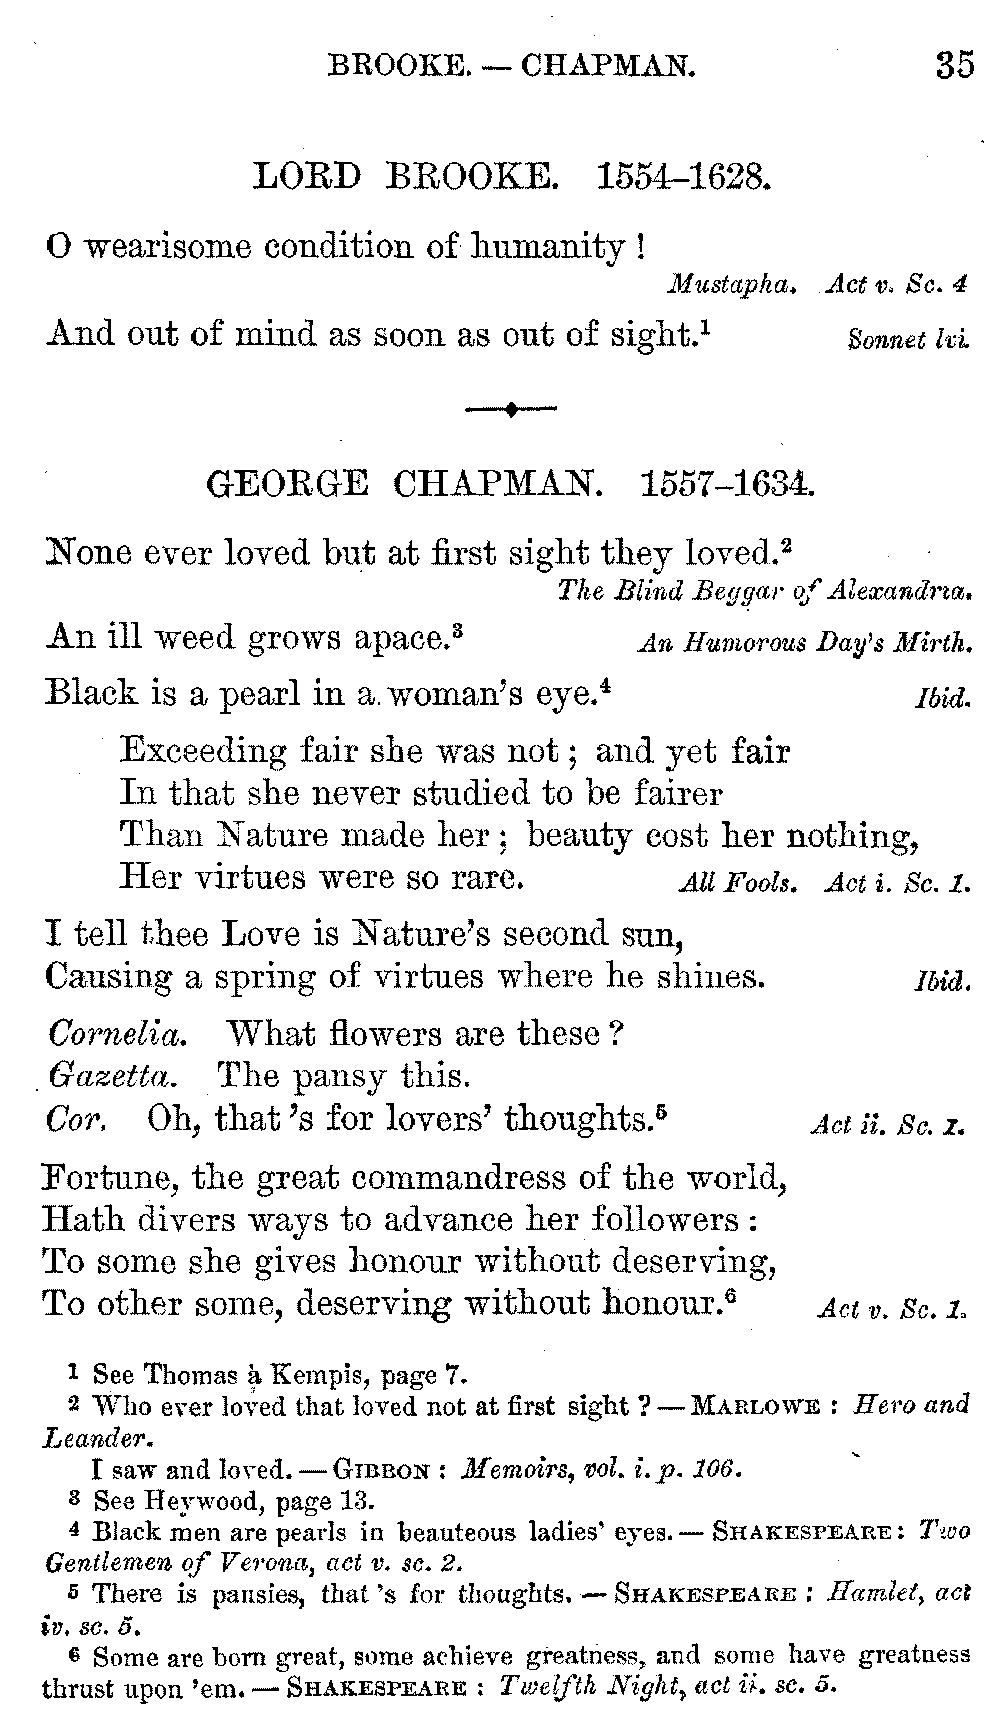 BROOKE. — CHAPMAN. 35
LORD BROOKE. 1554–1628.
O wearisome condition of humanity !
Mustapha. Act v. Sc. 4
And out of mind as soon as out of sight.¹ Sonnet lvi.
GEORGE CHAPMAN. 1557–1634.
None ever loved but at first sight they loved.²
The Blind Beggar of Alexandria.
An ill weed grows apace.³ An Humorous Day's Mirth.
Black is a pearl in a woman's eye.⁴ Ibid.
Exceeding fair she was not ; and yet fair
In that she never studied to be fairer
Than Nature made her ; beauty cost her nothing,
Her virtues were so rare. All Fools. Act i. Sc. 1.
I tell thee Love is Nature's second sun,
Causing a spring of virtues where he shines. Ibid.
Cornelia. What flowers are these ?
Gazetta. The pansy this.
Cor. Oh, that 's for lovers' thoughts.⁵ Act ii. Sc. 1.
Fortune, the great commandress of the world,
Hath divers ways to advance her followers :
To some she gives honour without deserving,
To other some, deserving without honour.⁶ Act v. Sc. 1.
1 See Thomas à Kempis, page 7.
2 Who ever loved that loved not at first sight ? — MARLOWE : Hero and
Leander.
I saw and loved. — GIBBON : Memoirs, vol. i. p. 106.
3 See Heywood, page 13.
4 Black men are pearls in beauteous ladies' eyes. — SHAKESPEARE : Two
Gentlemen of Verona, act v. sc. 2.
5 There is pansies, that 's for thoughts. — SHAKESPEARE : Hamlet, act
iv. sc. 5.
6 Some are born great, some achieve greatness, and some have greatness
thrust upon 'em. — SHAKESPEARE : Twelfth Night, act ii. sc. 5.